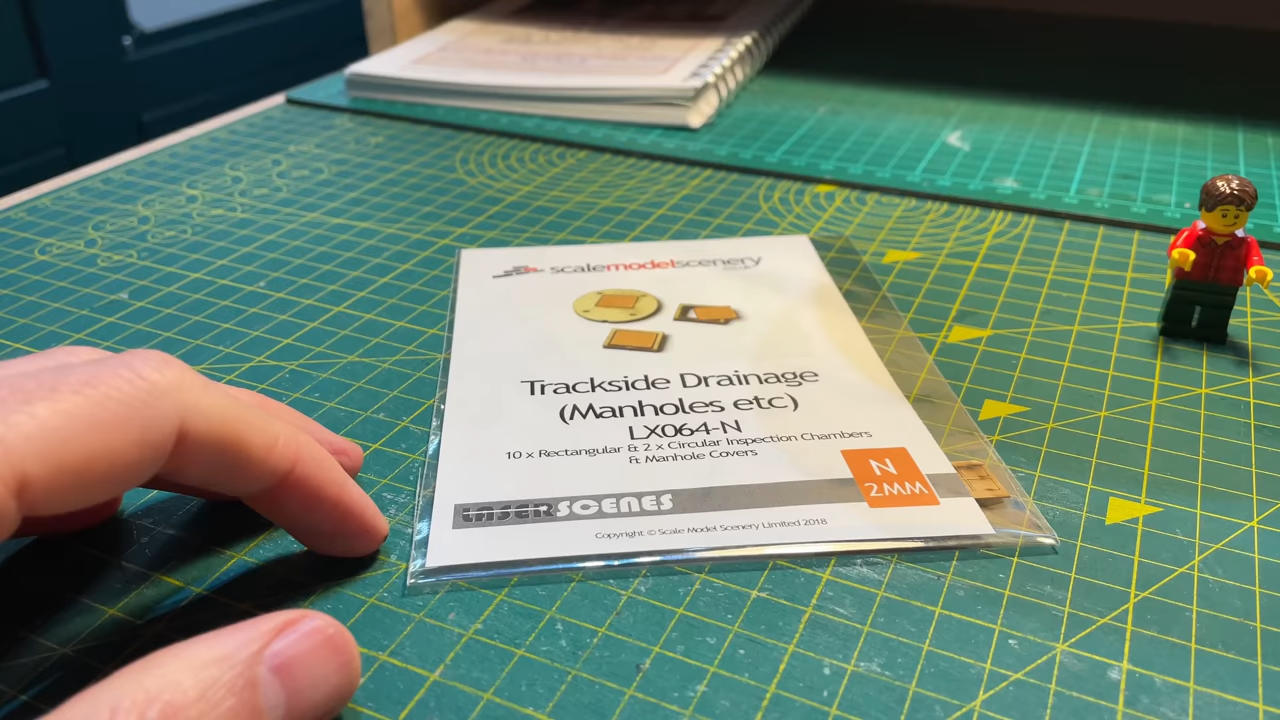 scalemodelscenery
Trackside Drainage
(Manholes etc)
LX064-N
10 x Rectangular & 2 x Circular Inspection Chambers
& Manhole Covers
N
2MM
LASERSCENES
Copyright © Scale Model Scenery Limited 2018